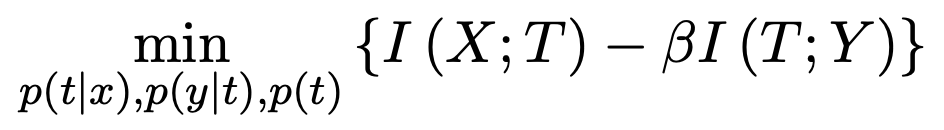 min {I (X; T) − βI (T; Y)}
p(t|x),p(y|t),p(t)